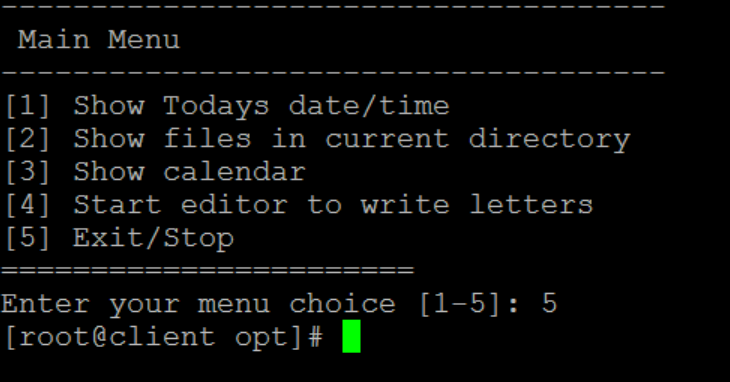 -------------------------------------
Main Menu
-------------------------------------
[1] Show Todays date/time
[2] Show files in current directory
[3] Show calendar
[4] Start editor to write letters
[5] Exit/Stop
=======================
Enter your menu choice [1-5]: 5
[root@client opt]#